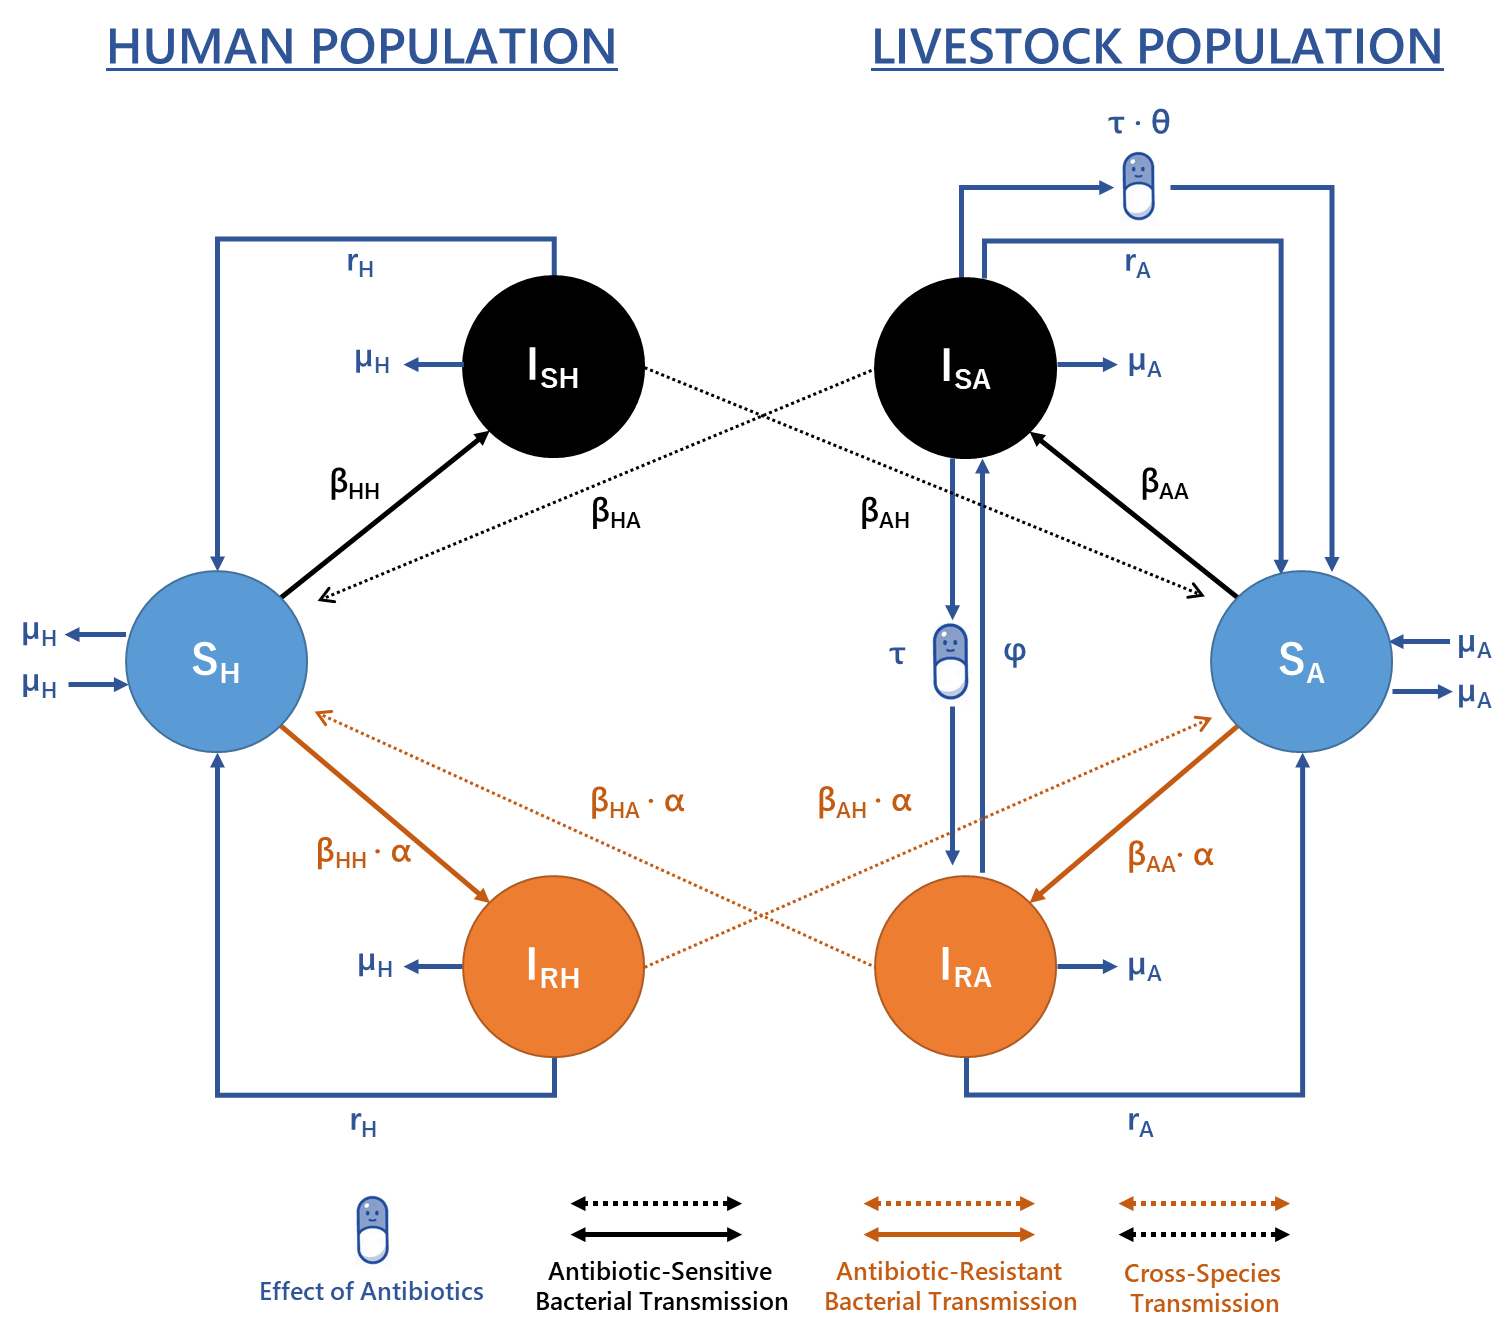 HUMAN POPULATION
LIVESTOCK POPULATION
τ · θ
rH
rA
μH
ISH
ISA
μA
βHH
βHA
βAH
βAA
μH
μH
SH
τ
φ
SA
μA
μA
βHA · α
βAH · α
βHH · α
βAA · α
μH
IRH
IRA
μA
rH
rA
Effect of Antibiotics
Antibiotic-Sensitive
Bacterial Transmission
Antibiotic-Resistant
Bacterial Transmission
Cross-Species
Transmission